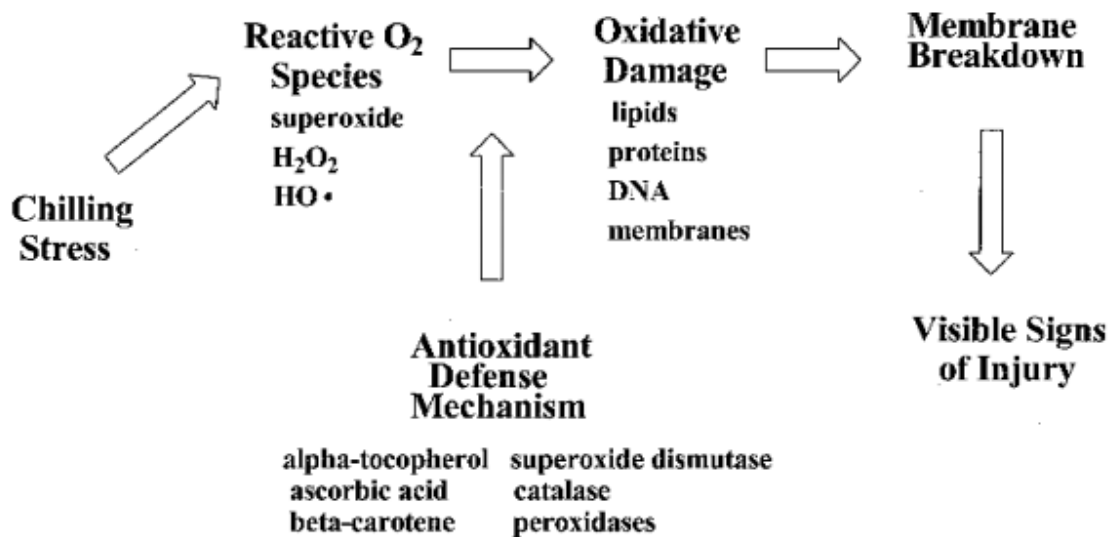 Reactive O₂
Species
superoxide
H₂O₂
HO •
Oxidative
Damage
lipids
proteins
DNA
membranes
Membrane
Breakdown
Chilling
Stress
Antioxidant
Defense
Mechanism
alpha-tocopherol superoxide dismutase
ascorbic acid catalase
beta-carotene peroxidases
Visible Signs
of Injury